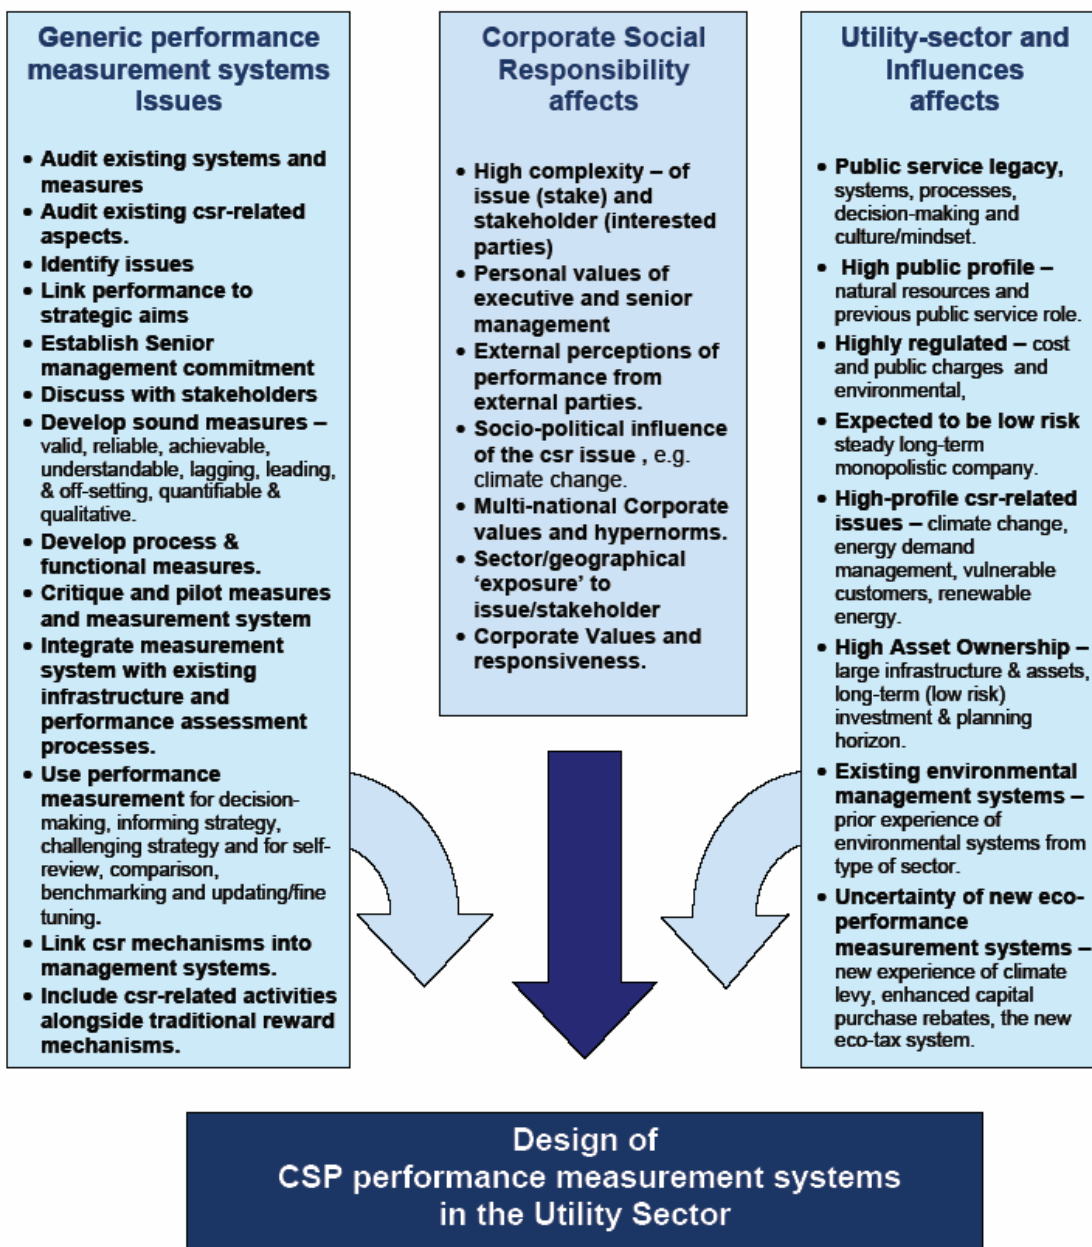 Generic performance
measurement systems
Issues
• Audit existing systems and
measures
• Audit existing csr-related
aspects.
• Identify issues
• Link performance to
strategic aims
• Establish Senior
management commitment
• Discuss with stakeholders
• Develop sound measures –
valid, reliable, achievable,
understandable, lagging, leading,
& off-setting, quantifiable &
qualitative.
• Develop process &
functional measures.
• Critique and pilot measures
and measurement system
• Integrate measurement
system with existing
infrastructure and
performance assessment
processes.
• Use performance
measurement for decision-
making, informing strategy,
challenging strategy and for self-
review, comparison,
benchmarking and updating/fine
tuning.
• Link csr mechanisms into
management systems.
• Include csr-related activities
alongside traditional reward
mechanisms.
Corporate Social
Responsibility
affects
• High complexity – of
issue (stake) and
stakeholder (interested
parties)
• Personal values of
executive and senior
management
• External perceptions of
performance from
external parties.
• Socio-political influence
of the csr issue , e.g.
climate change.
• Multi-national Corporate
values and hypernorms.
• Sector/geographical
‘exposure’ to
issue/stakeholder
• Corporate Values and
responsiveness.
Utility-sector and
Influences
affects
• Public service legacy,
systems, processes,
decision-making and
culture/mindset.
• High public profile –
natural resources and
previous public service role.
• Highly regulated – cost
and public charges and
environmental,
• Expected to be low risk
steady long-term
monopolistic company.
• High-profile csr-related
issues – climate change,
energy demand
management, vulnerable
customers, renewable
energy.
• High Asset Ownership –
large infrastructure & assets,
long-term (low risk)
investment & planning
horizon.
• Existing environmental
management systems –
prior experience of
environmental systems from
type of sector.
• Uncertainty of new eco-
performance
measurement systems –
new experience of climate
levy, enhanced capital
purchase rebates, the new
eco-tax system.
Design of
CSP performance measurement systems
in the Utility Sector